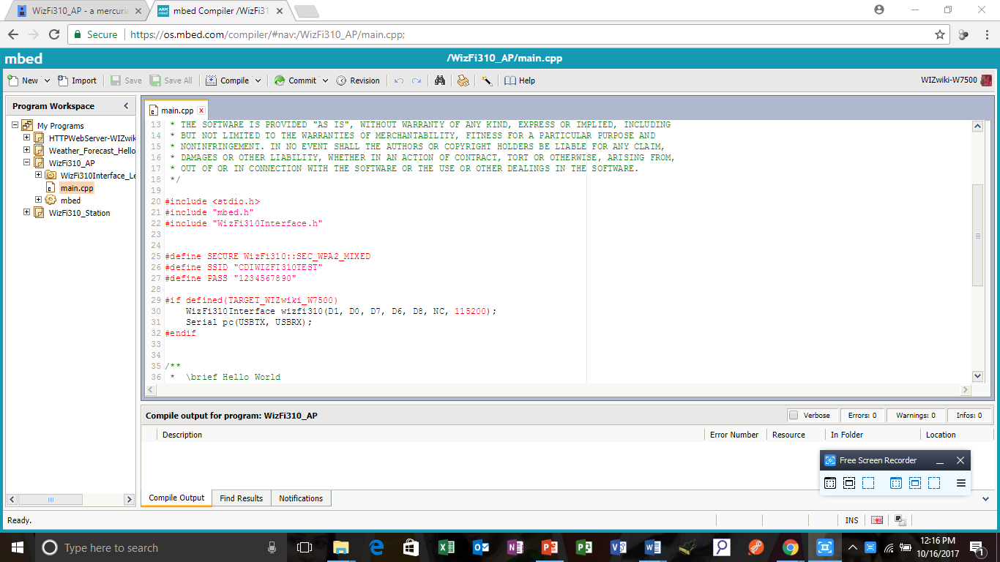 WizFi310_AP - a mercuria
mbed Compiler /WizFi31
Secure
https://os.mbed.com/compiler/#nav:/WizFi310_AP/main.cpp;
mbed
/WizFi310_AP/main.cpp
New
Import
Save
Save All
Compile
Commit
Revision
Help
WIZwiki-W7500
Program Workspace
My Programs
HTTPWebServer-WIZwik
Weather_Forecast_Hello
WizFi310_AP
WizFi310Interface_Le
main.cpp
mbed
WizFi310_Station
main.cpp
13 * THE SOFTWARE IS PROVIDED "AS IS", WITHOUT WARRANTY OF ANY KIND, EXPRESS OR IMPLIED, INCLUDING
14 * BUT NOT LIMITED TO THE WARRANTIES OF MERCHANTABILITY, FITNESS FOR A PARTICULAR PURPOSE AND
15 * NONINFRINGEMENT. IN NO EVENT SHALL THE AUTHORS OR COPYRIGHT HOLDERS BE LIABLE FOR ANY CLAIM,
16 * DAMAGES OR OTHER LIABILITY, WHETHER IN AN ACTION OF CONTRACT, TORT OR OTHERWISE, ARISING FROM,
17 * OUT OF OR IN CONNECTION WITH THE SOFTWARE OR THE USE OR OTHER DEALINGS IN THE SOFTWARE.
18 */
19
20 #include <stdio.h>
21 #include "mbed.h"
22 #include "WizFi310Interface.h"
23
24
25 #define SECURE WizFi310::SEC_WPA2_MIXED
26 #define SSID "CDIWIZFI310TEST"
27 #define PASS "1234567890"
28
29 #if defined(TARGET_WIZwiki_W7500)
30 WizFi310Interface wizfi310(D1, D0, D7, D6, D8, NC, 115200);
31 Serial pc(USBTX, USBRX);
32 #endif
33
34
35 /**
36 * \brief Hello World
Compile output for program: WizFi310_AP
Verbose
Errors: 0
Warnings: 0
Infos: 0
Description
Error Number
Resource
In Folder
Location
Free Screen Recorder
Compile Output
Find Results
Notifications
Ready.
INS
Type here to search
12:16 PM
10/16/2017
1